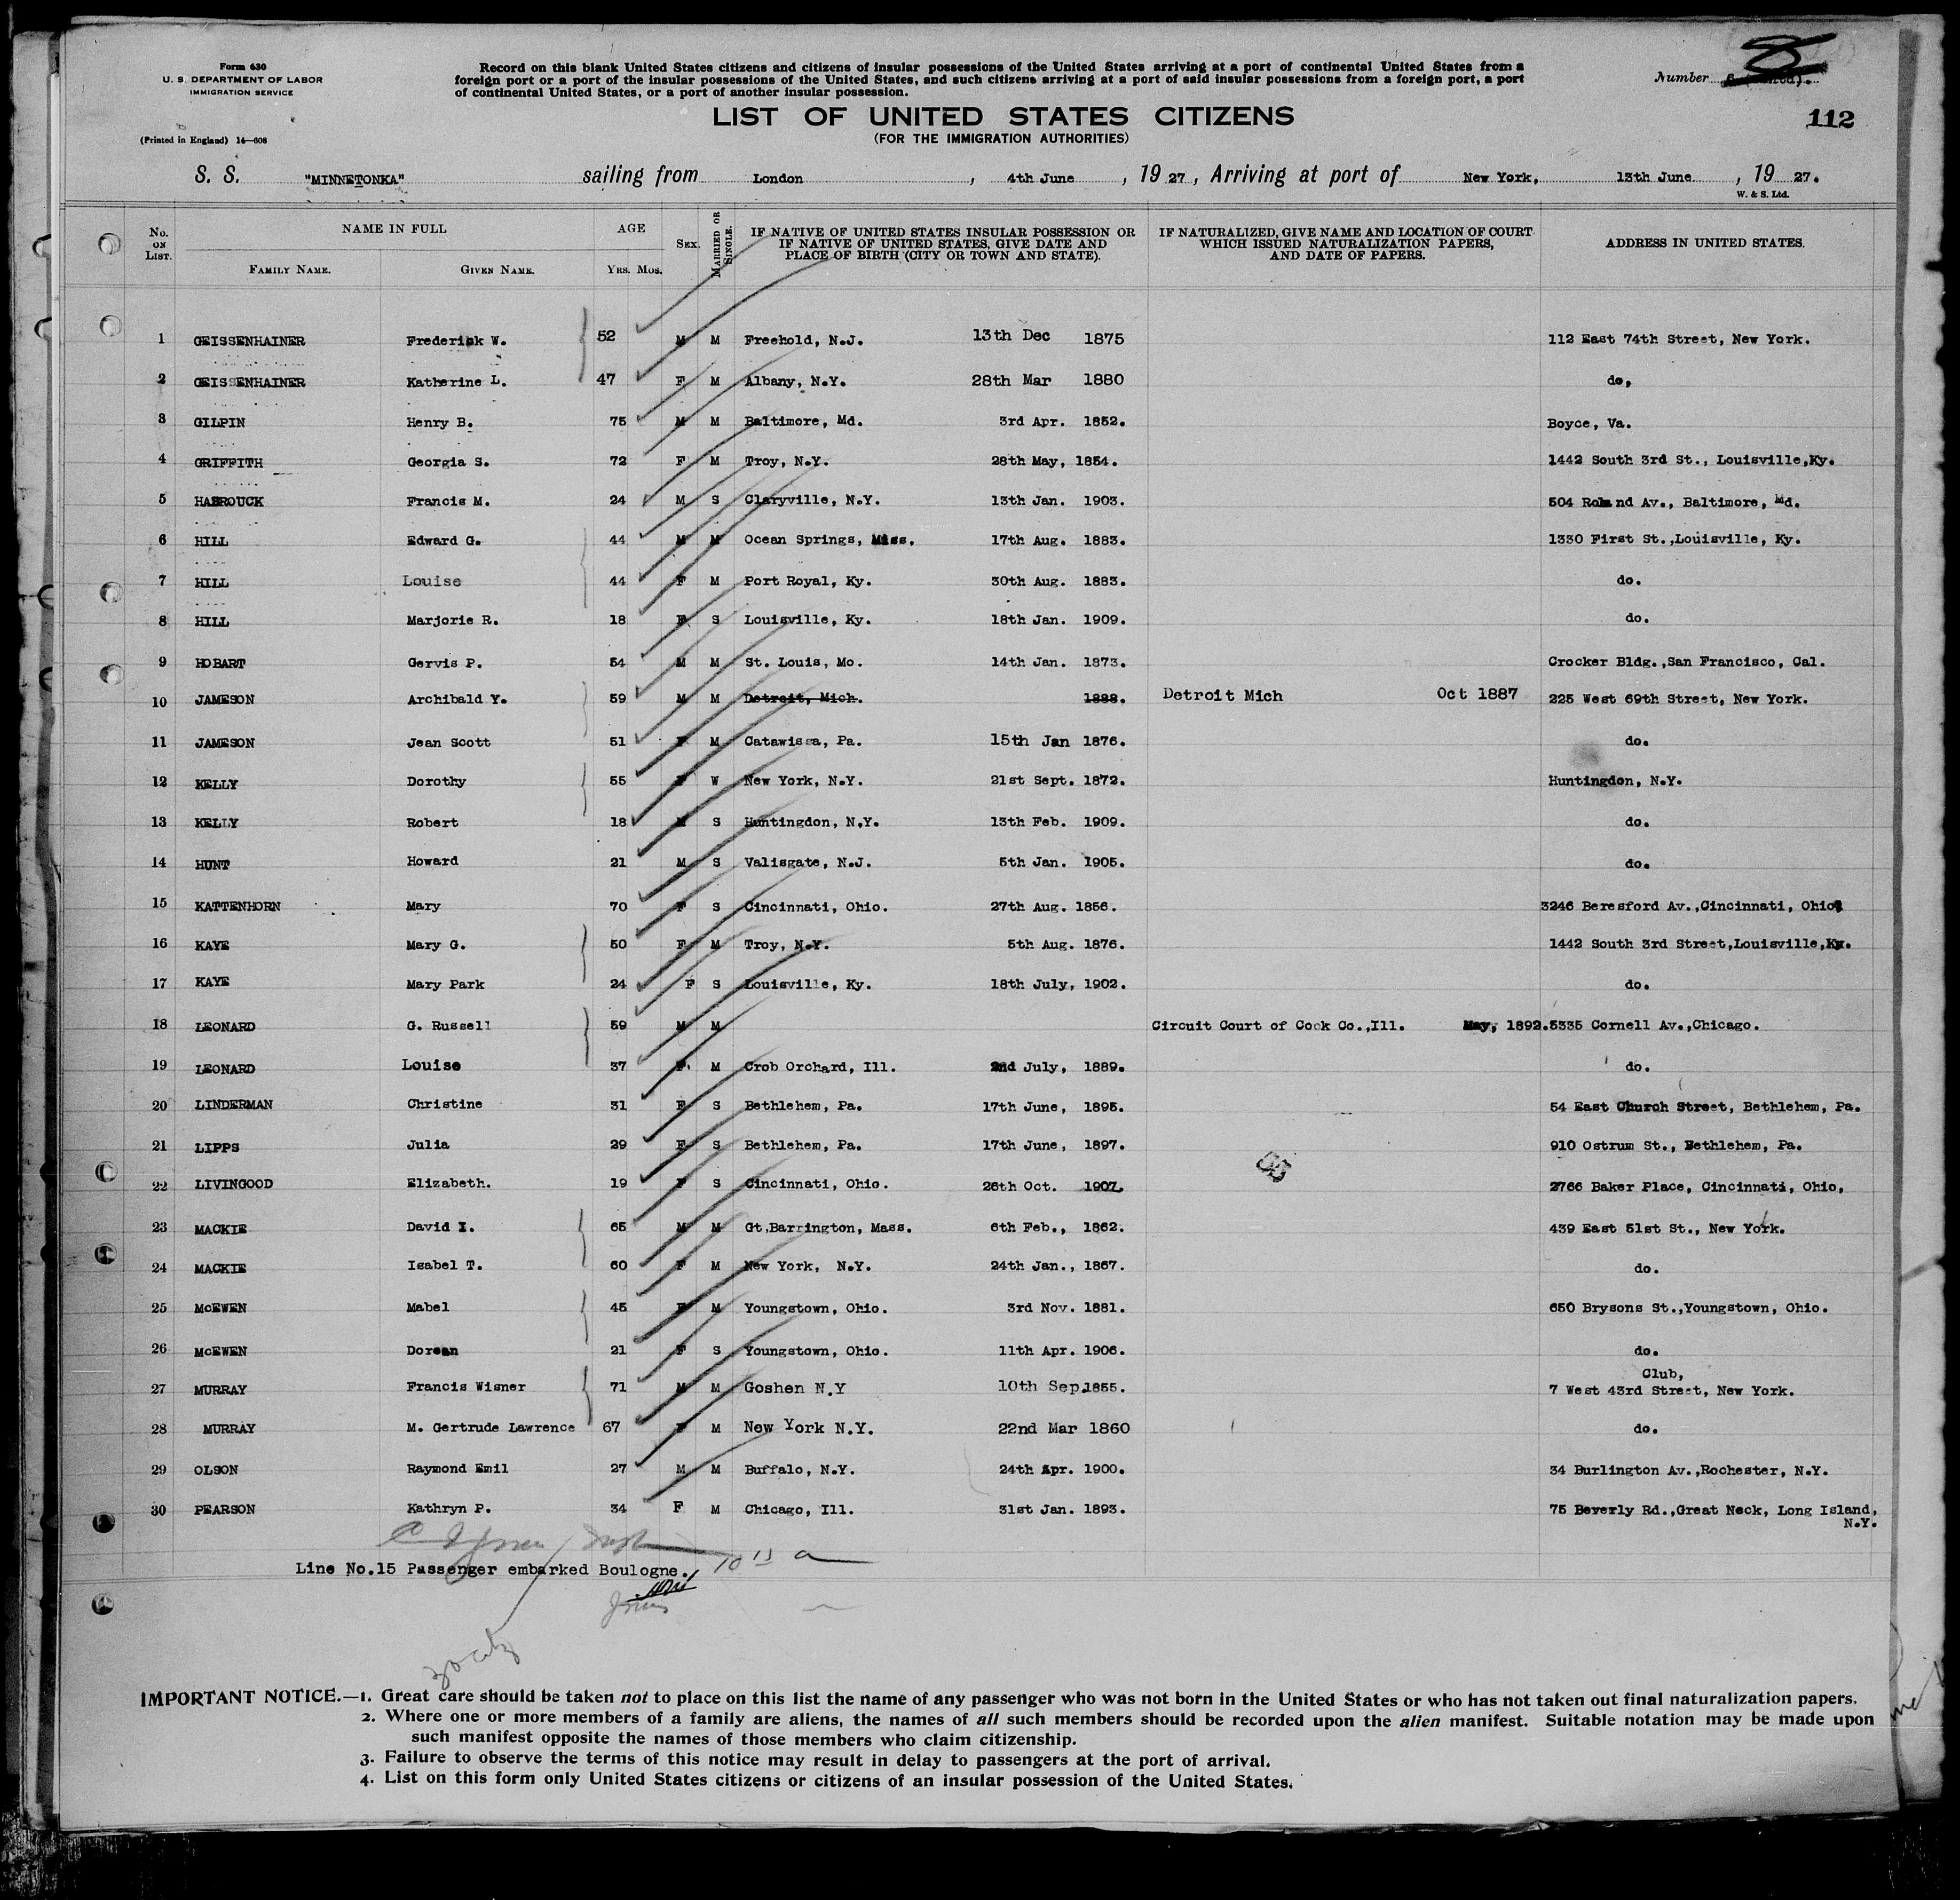 Form 630
U. S. DEPARTMENT OF LABOR
IMMIGRATION SERVICE
(Printed in England) 14—608
Record on this blank United States citizens and citizens of insular possessions of the United States arriving at a port of continental United States from a
foreign port or a port of the insular possessions of the United States, and such citizens arriving at a port of said insular possessions from a foreign port, a port
of continental United States, or a port of another insular possession.
Number
LIST OF UNITED STATES CITIZENS
(FOR THE IMMIGRATION AUTHORITIES)
112
S. S. "MINNETONKA" sailing from London, 4th June, 19 27, Arriving at port of New York, 13th June, 19 27.
W. & S. Ltd.
No. ON LIST. NAME IN FULL FAMILY NAME. GIVEN NAME. AGE YRS. MOS. SEX. MARRIED OR SINGLE. IF NATIVE OF UNITED STATES INSULAR POSSESSION OR IF NATIVE OF UNITED STATES, GIVE DATE AND PLACE OF BIRTH (CITY OR TOWN AND STATE). IF NATURALIZED, GIVE NAME AND LOCATION OF COURT WHICH ISSUED NATURALIZATION PAPERS, AND DATE OF PAPERS. ADDRESS IN UNITED STATES.
1 GEISSENHAINER Frederick W. 52 M M Freehold, N.J. 13th Dec 1875 112 East 74th Street, New York.
2 GEISSENHAINER Katherine L. 47 F M Albany, N.Y. 28th Mar 1880 do,
3 GILPIN Henry B. 75 M M Baltimore, Md. 3rd Apr. 1852. Boyce, Va.
4 GRIFFITH Georgia S. 72 F M Troy, N.Y. 28th May, 1854. 1442 South 3rd St., Louisville,Ky.
5 HASROUCK Francis M. 24 M S Claryville, N.Y. 13th Jan. 1903. 504 Roland Av., Baltimore, Md.
6 HILL Edward G. 44 M M Ocean Springs, Miss. 17th Aug. 1883. 1330 First St.,Louisville, Ky.
7 HILL Louise 44 F M Port Royal, Ky. 30th Aug. 1883. do.
8 HILL Marjorie R. 18 F S Louisville, Ky. 18th Jan. 1909. do.
9 HOBART Gervis P. 54 M M St. Louis, Mo. 14th Jan. 1873. Crocker Bldg.,San Francisco, Cal.
10 JAMESON Archibald Y. 59 M M Detroit, Mich. 1888. Detroit Mich Oct 1887 225 West 69th Street, New York.
11 JAMESON Jean Scott 51 F M Catawissa, Pa. 15th Jan 1876. do.
12 KELLY Dorothy 55 F W New York, N.Y. 21st Sept. 1872. Huntingdon, N.Y.
13 KELLY Robert 18 M S Huntingdon, N.Y. 13th Feb. 1909. do.
14 HUNT Howard 21 M S Valisgate, N.J. 5th Jan. 1905. do.
15 KATTENHORN Mary 70 F S Cincinnati, Ohio. 27th Aug. 1856. 3246 Beresford Av.,Cincinnati, Ohio
16 KAYE Mary G. 50 F M Troy, N.Y. 5th Aug. 1876. 1442 South 3rd Street,Louisville,Ky.
17 KAYE Mary Park 24 F S Louisville, Ky. 18th July, 1902. do.
18 LEONARD G. Russell 59 M M Circuit Court of Cook Co.,Ill. May, 1892. 5335 Cornell Av.,Chicago.
19 LEONARD Louise 37 F. M Crob Orchard, Ill. 2nd July, 1889. do.
20 LINDERMAN Christine 31 F S Bethlehem, Pa. 17th June, 1895. 54 East Church Street, Bethlehem, Pa.
21 LIPPS Julia 29 F S Bethlehem, Pa. 17th June, 1897. 910 Ostrum St., Bethlehem, Pa.
22 LIVINGOOD Elizabeth. 19 F S Cincinnati, Ohio. 26th Oct. 1907. 2766 Baker Place, Cincinnati, Ohio,
23 MACKIE David I. 65 M M Gt.Barrington, Mass. 6th Feb., 1862. 439 East 51st St., New York.
24 MACKIE Isabel T. 60 F M New York, N.Y. 24th Jan., 1867. do.
25 McEWEN Mabel 45 F M Youngstown, Ohio. 3rd Nov. 1881. 650 Brysons St.,Youngstown, Ohio.
26 McEWEN Doreen 21 F S Youngstown, Ohio. 11th Apr. 1906. do.
Club,
27 MURRAY Francis Wisner 71 M M Goshen N.Y 10th Sep.1855. 7 West 43rd Street, New York.
28 MURRAY M. Gertrude Lawrence 67 F M New York N.Y. 22nd Mar 1860 do.
29 OLSON Raymond Emil 27 M M Buffalo, N.Y. 24th Apr. 1900. 34 Burlington Av.,Rochester, N.Y.
30 PEARSON Kathryn P. 34 F M Chicago, Ill. 31st Jan. 1893. 75 Beverly Rd.,Great Neck, Long Island,
N.Y.
Line No.15 Passenger embarked Boulogne.
IMPORTANT NOTICE.—1. Great care should be taken not to place on this list the name of any passenger who was not born in the United States or who has not taken out final naturalization papers.
2. Where one or more members of a family are aliens, the names of all such members should be recorded upon the alien manifest. Suitable notation may be made upon
such manifest opposite the names of those members who claim citizenship.
3. Failure to observe the terms of this notice may result in delay to passengers at the port of arrival.
4. List on this form only United States citizens or citizens of an insular possession of the United States.